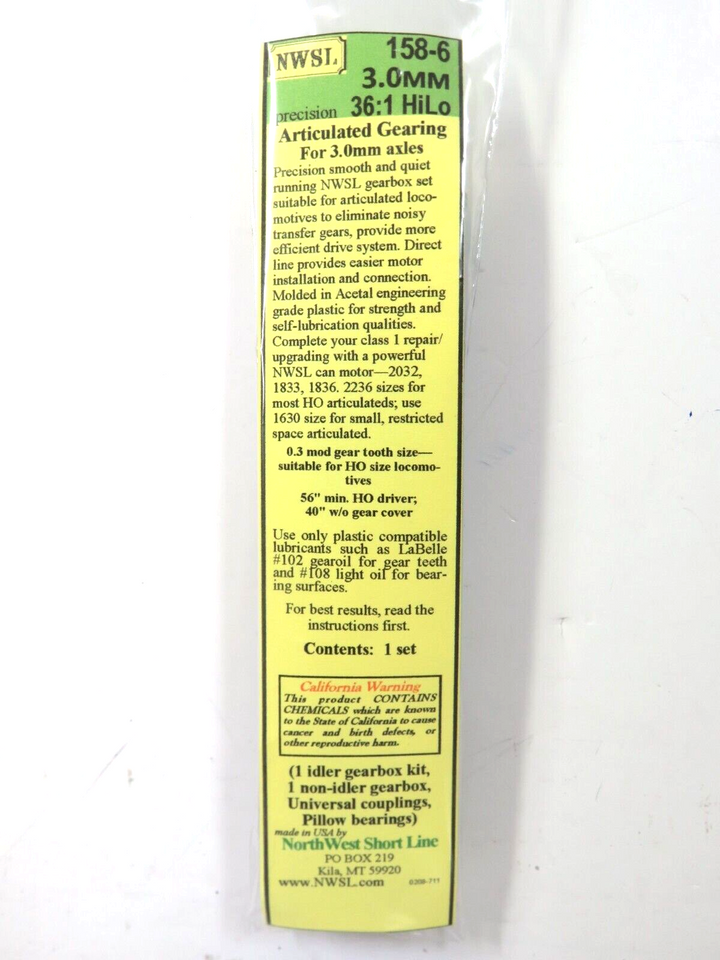 NWSL
158-6
3.0MM
precision 36:1 HiLo
Articulated Gearing
For 3.0mm axles
Precision smooth and quiet
running NWSL gearbox set
suitable for articulated loco-
motives to eliminate noisy
transfer gears, provide more
efficient drive system. Direct
line provides easier motor
installation and connection.
Molded in Acetal engineering
grade plastic for strength and
self-lubrication qualities.
Complete your class 1 repair/
upgrading with a powerful
NWSL can motor—2032,
1833, 1836. 2236 sizes for
most HO articulateds; use
1630 size for small, restricted
space articulated.
0.3 mod gear tooth size—
suitable for HO size locomo-
tives
56" min. HO driver;
40" w/o gear cover
Use only plastic compatible
lubricants such as LaBelle
#102 gearoil for gear teeth
and #108 light oil for bear-
ing surfaces.
For best results, read the
instructions first.
Contents: 1 set
California Warning
This product CONTAINS
CHEMICALS which are known
to the State of California to cause
cancer and birth defects, or
other reproductive harm.
(1 idler gearbox kit,
1 non-idler gearbox,
Universal couplings,
Pillow bearings)
made in USA by
NorthWest Short Line
PO BOX 219
Kila, MT 59920
www.NWSL.com 0209-711